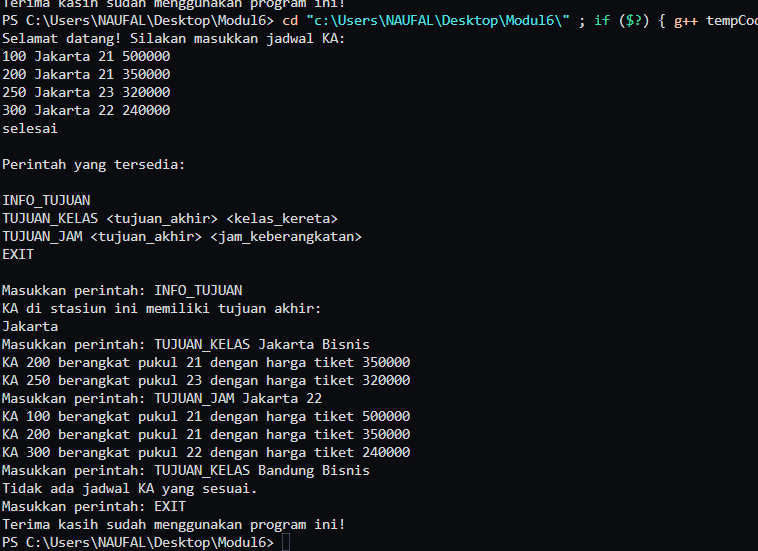 Terima kasih sudah menggunakan program ini!
PS C:\Users\NAUFAL\Desktop\Modul6> cd "c:\Users\NAUFAL\Desktop\Modul6\" ; if ($?) { g++ tempCod
Selamat datang! Silakan masukkan jadwal KA:
100 Jakarta 21 500000
200 Jakarta 21 350000
250 Jakarta 23 320000
300 Jakarta 22 240000
selesai
Perintah yang tersedia:
INFO_TUJUAN
TUJUAN_KELAS <tujuan_akhir> <kelas_kereta>
TUJUAN_JAM <tujuan_akhir> <jam_keberangkatan>
EXIT
Masukkan perintah: INFO_TUJUAN
KA di stasiun ini memiliki tujuan akhir:
Jakarta
Masukkan perintah: TUJUAN_KELAS Jakarta Bisnis
KA 200 berangkat pukul 21 dengan harga tiket 350000
KA 250 berangkat pukul 23 dengan harga tiket 320000
Masukkan perintah: TUJUAN_JAM Jakarta 22
KA 100 berangkat pukul 21 dengan harga tiket 500000
KA 200 berangkat pukul 21 dengan harga tiket 350000
KA 300 berangkat pukul 22 dengan harga tiket 240000
Masukkan perintah: TUJUAN_KELAS Bandung Bisnis
Tidak ada jadwal KA yang sesuai.
Masukkan perintah: EXIT
Terima kasih sudah menggunakan program ini!
PS C:\Users\NAUFAL\Desktop\Modul6>